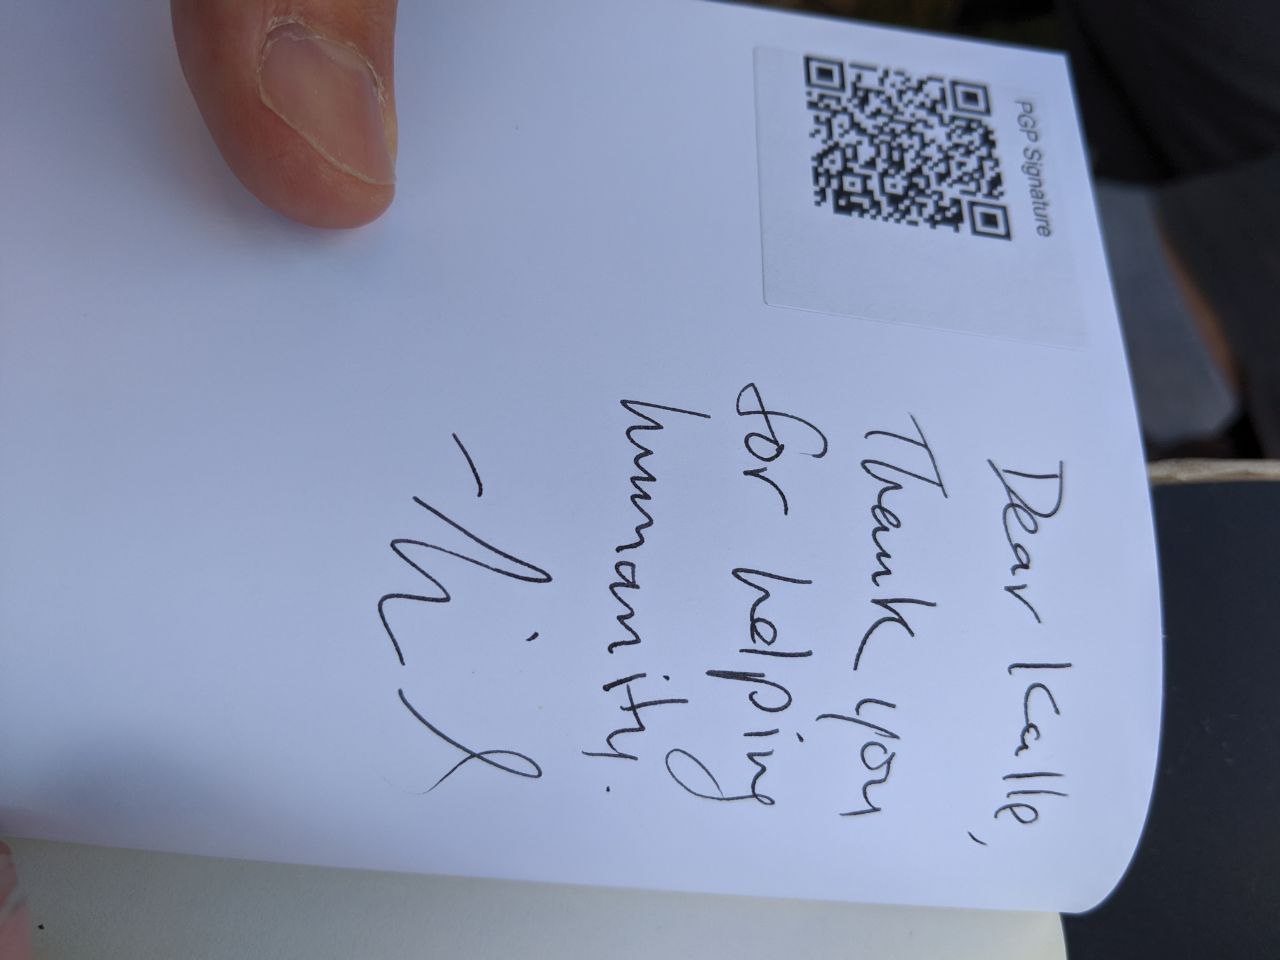 PGP Signature
Dear Kalle,
Thank you
for helping
humanity.